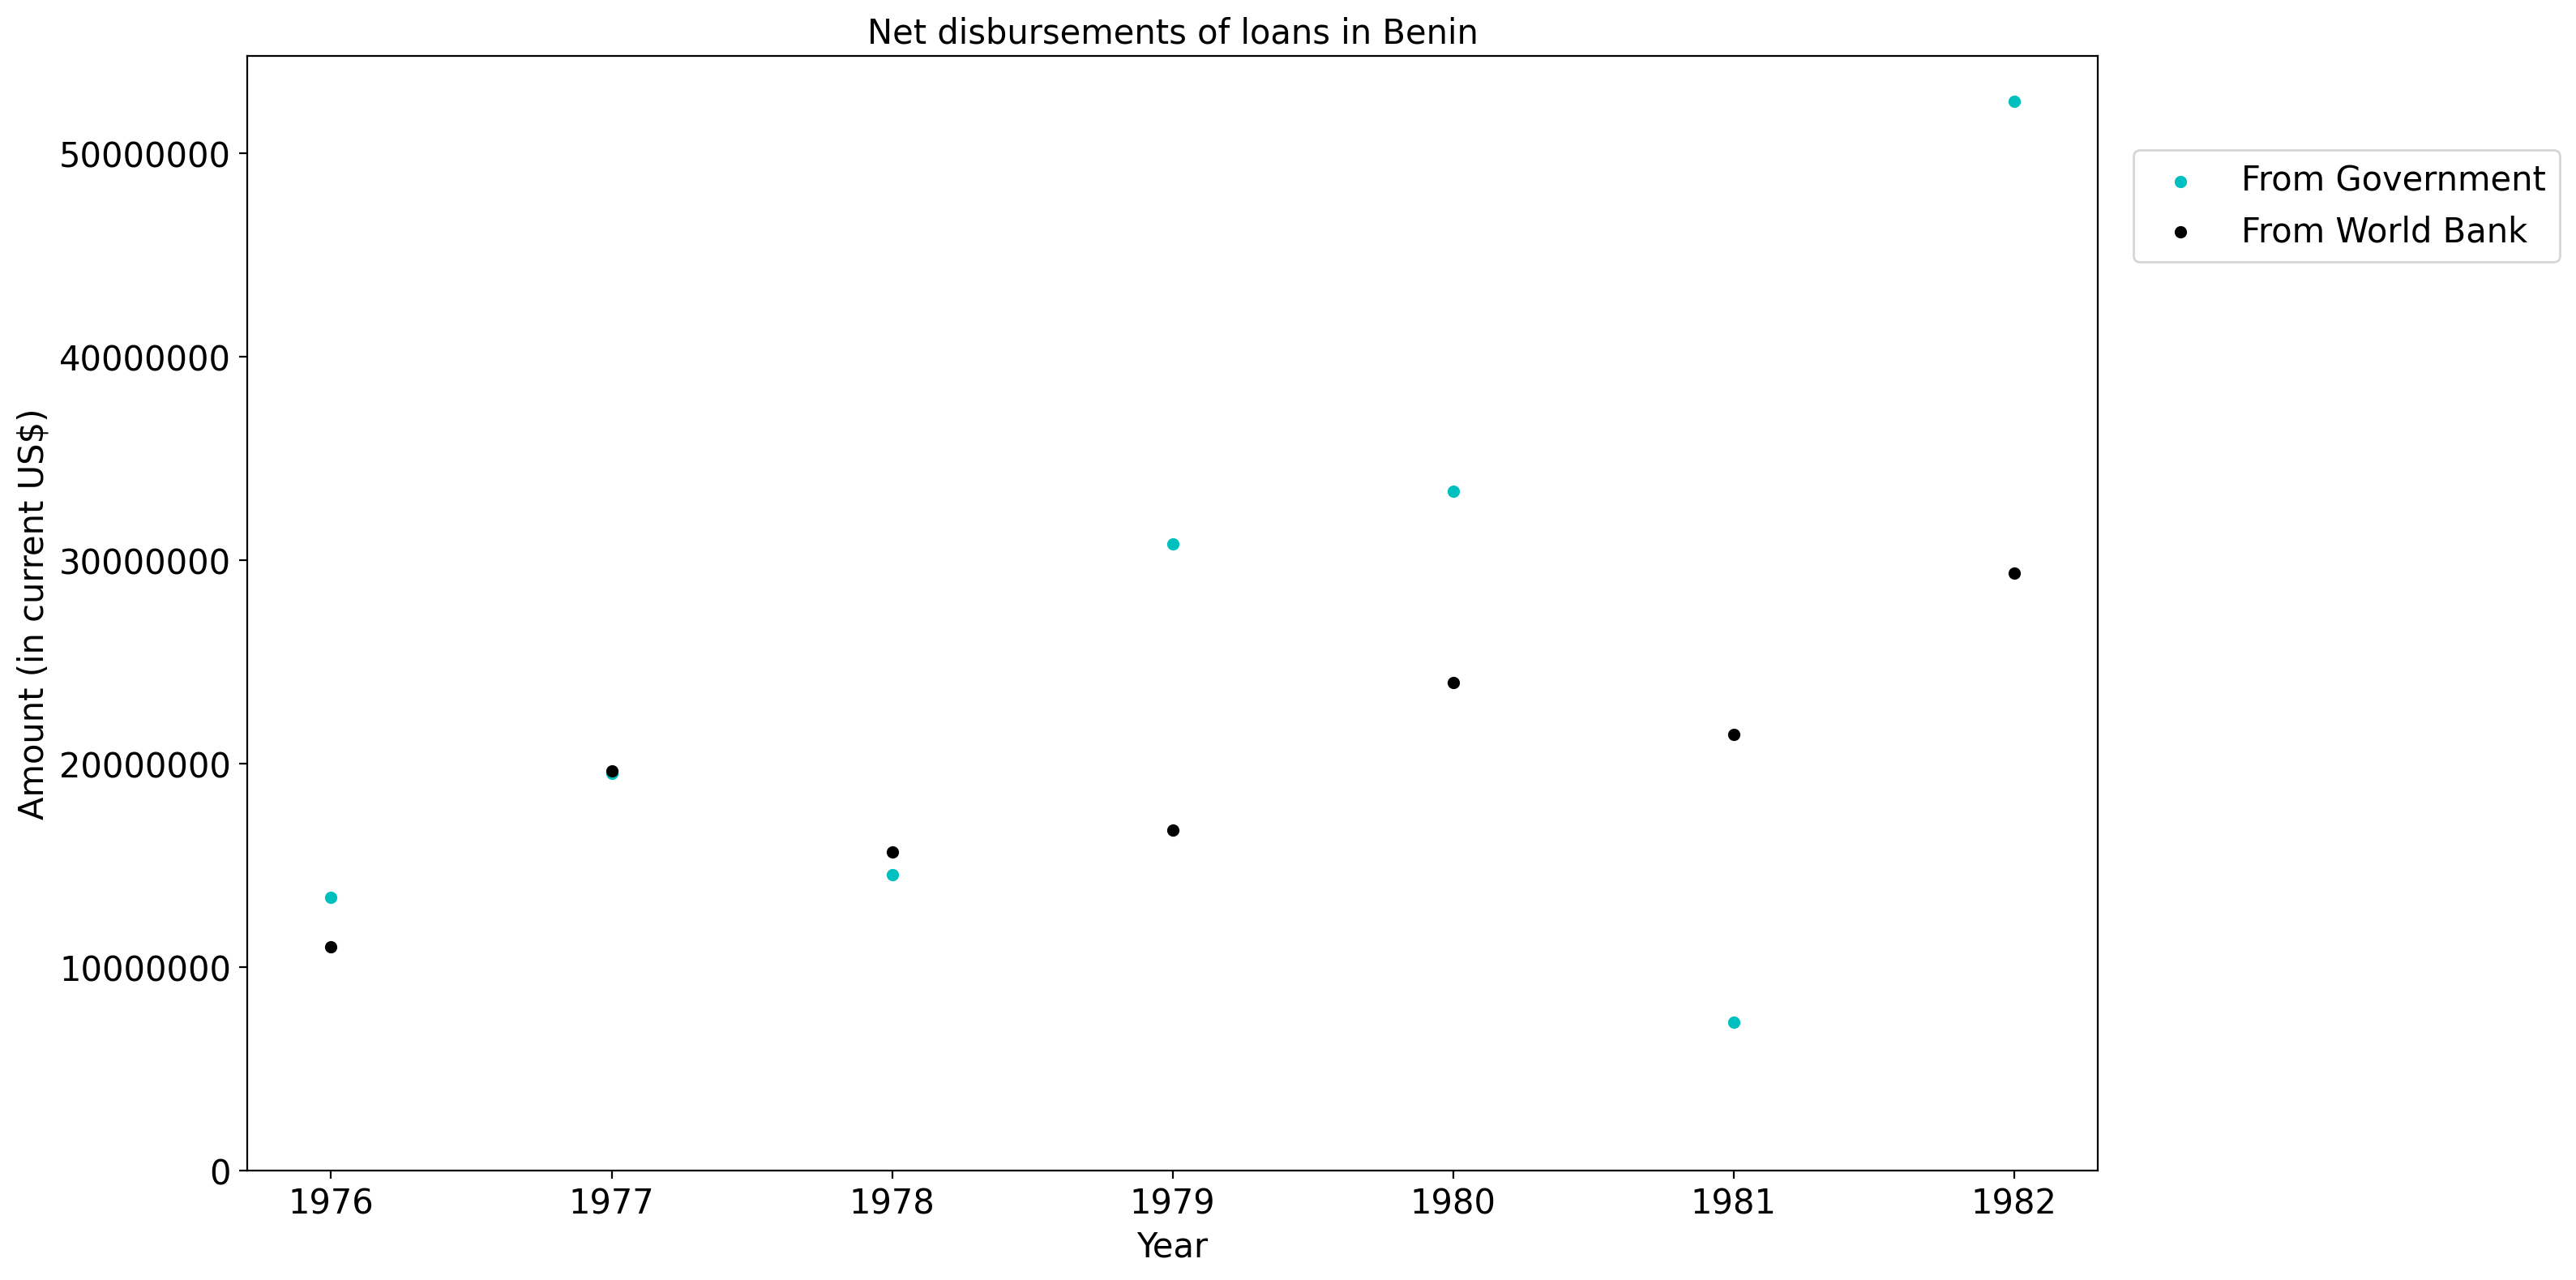 Net disbursements of loans in Benin
Amount (in current US$)
50000000
40000000
30000000
20000000
10000000
0
1976 1977 1978 1979 1980 1981 1982
Year
From Government
From World Bank